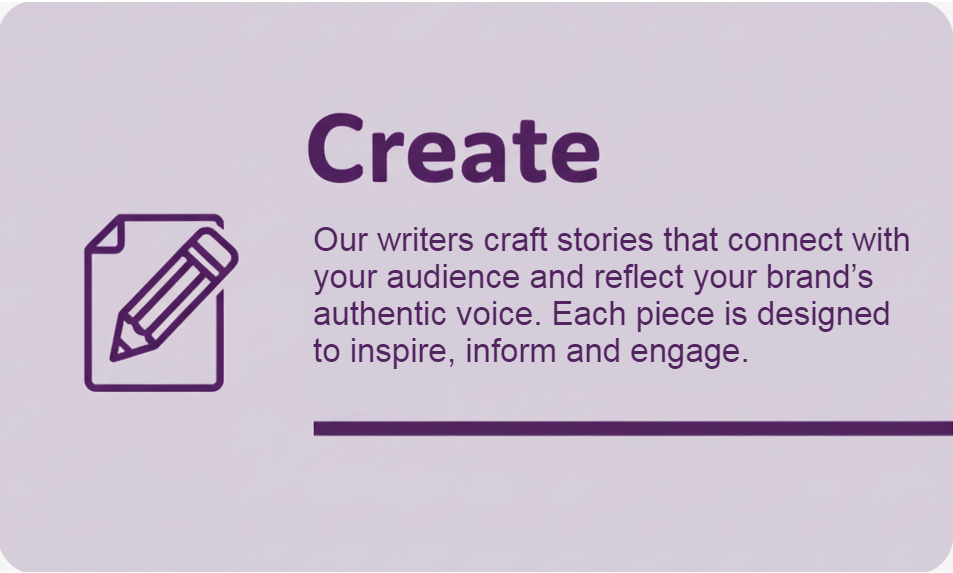 Create
Our writers craft stories that connect with
your audience and reflect your brand’s
authentic voice. Each piece is designed
to inspire, inform and engage.